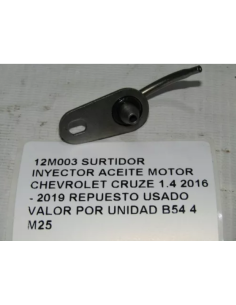 12M003 SURTIDOR
INYECTOR ACEITE MOTOR
CHEVROLET CRUZE 1.4 2016
- 2019 REPUESTO USADO
VALOR POR UNIDAD B54 4
M25